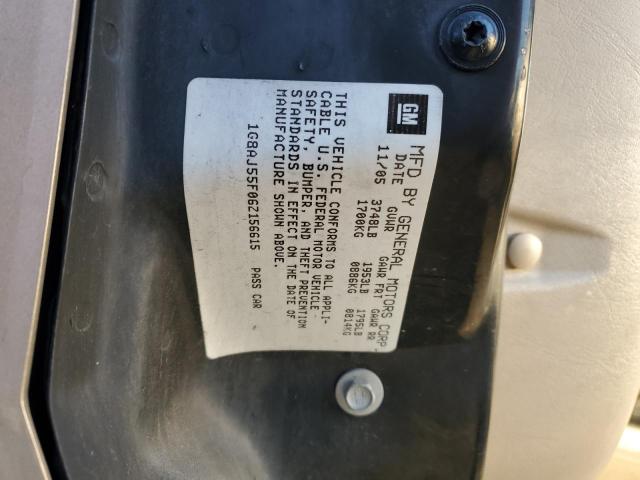 GM
MFD BY GENERAL MOTORS CORP.
DATE GVWR GAWR FRT GAWR RR
11/05 3748LB 1953LB 1795LB
1700KG 0886KG 0814KG
THIS VEHICLE CONFORMS TO ALL APPLI-
CABLE U.S. FEDERAL MOTOR VEHICLE
SAFETY, BUMPER, AND THEFT PREVENTION
STANDARDS IN EFFECT ON THE DATE OF
MANUFACTURE SHOWN ABOVE.
1G8AJ55F06Z156615 PASS CAR